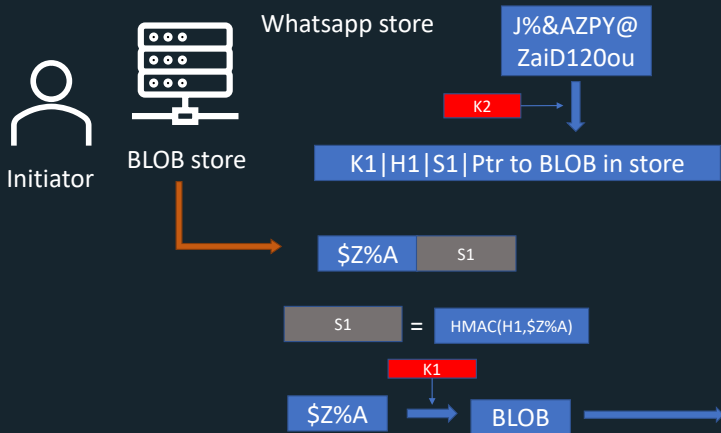 Whatsapp store
J%&AZPY@
ZaiD120ou
K2
Initiator
BLOB store
K1|H1|S1|Ptr to BLOB in store
$Z%A
S1
S1
=
HMAC(H1,$Z%A)
K1
$Z%A
BLOB